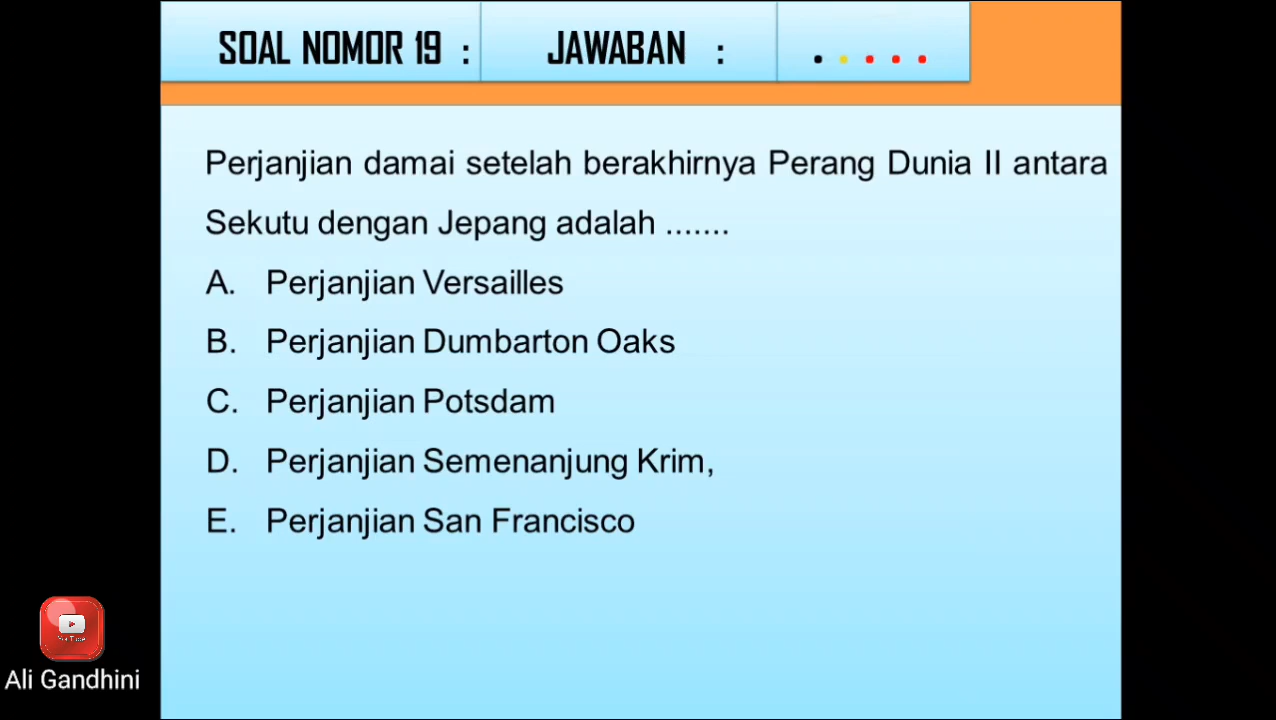 SOAL NOMOR 19 : JAWABAN : .....
Perjanjian damai setelah berakhirnya Perang Dunia II antara
Sekutu dengan Jepang adalah .......
A. Perjanjian Versailles
B. Perjanjian Dumbarton Oaks
C. Perjanjian Potsdam
D. Perjanjian Semenanjung Krim,
E. Perjanjian San Francisco
YouTube
Ali Gandhini